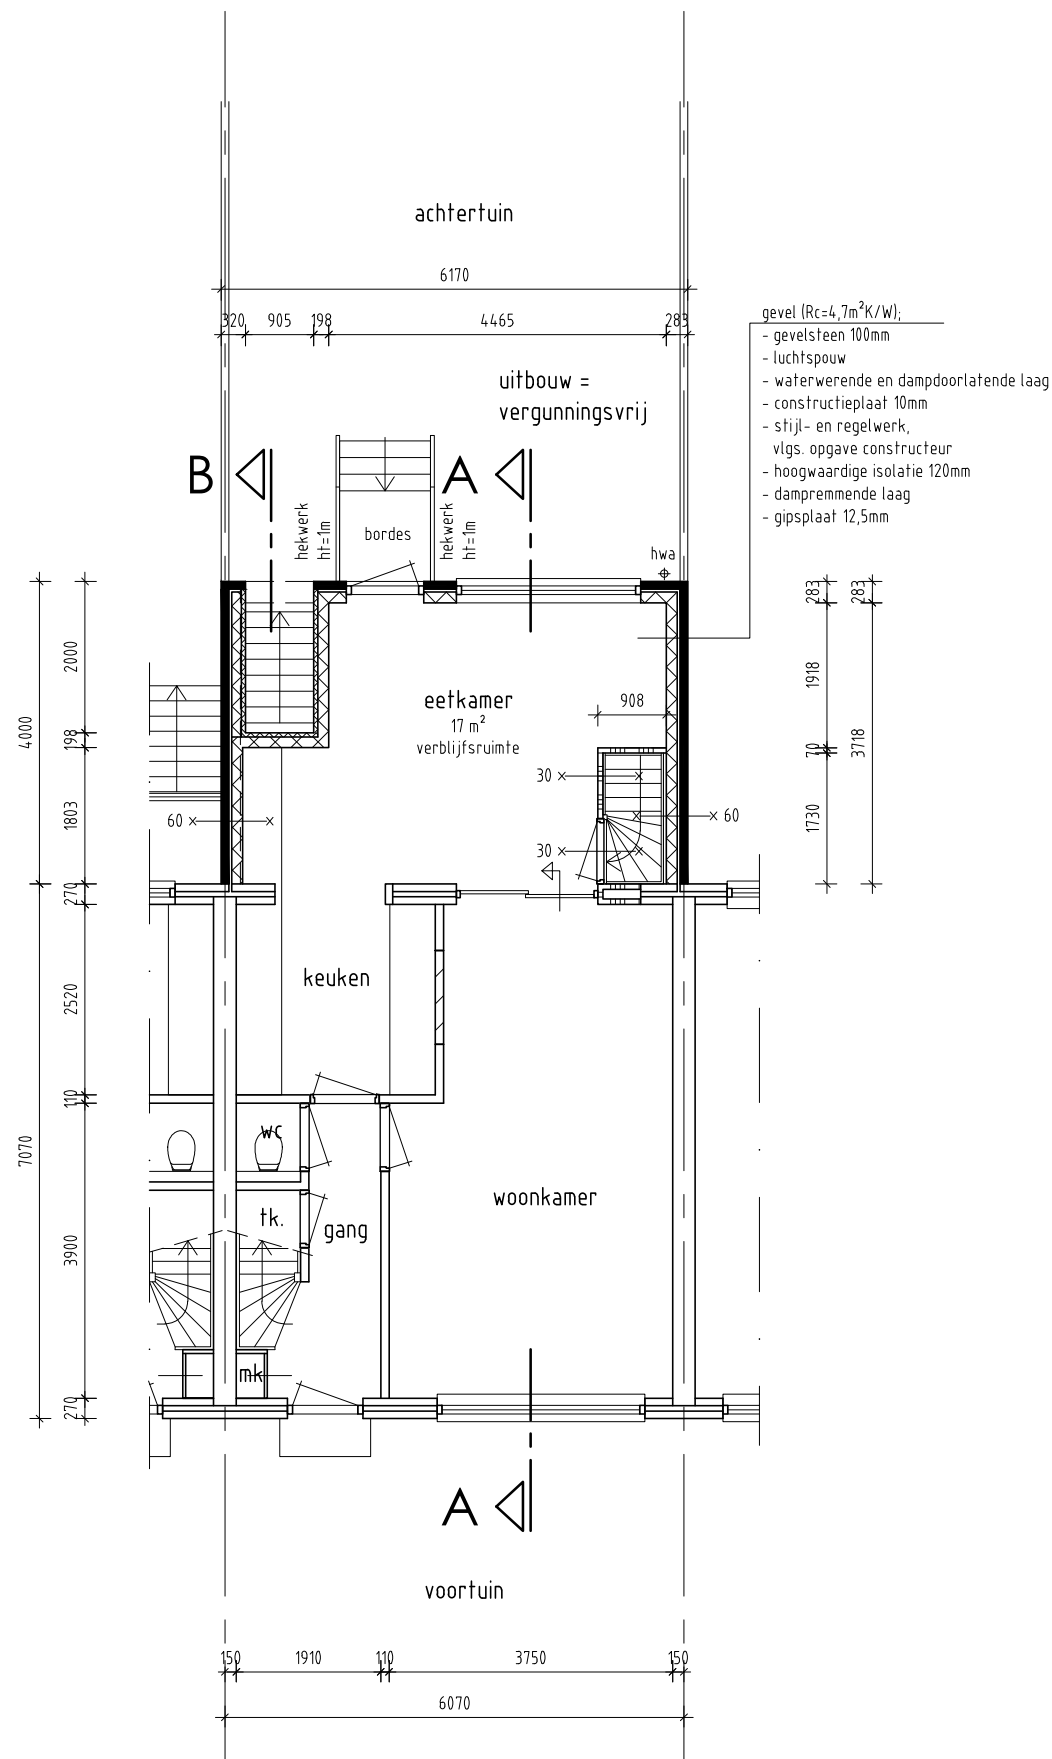 achtertuin
6170
320 905 198 4465 283
gevel (Rc=4,7m²K/W);
- gevelsteen 100mm
- luchtspouw
- waterwerende en dampdoorlatende laag
- constructieplaat 10mm
- stijl- en regelwerk,
vlgs. opgave constructeur
- hoogwaardige isolatie 120mm
- dampremmende laag
- gipsplaat 12,5mm
uitbouw =
vergunningsvrij
B
A
hekwerk
ht=1m
bordes
hekwerk
ht=1m
hwa
283
283
2000
1918
eetkamer
17 m²
verblijfsruimte
908
4000
198
70
3718
30
1803
60
60
1730
30
270
keuken
2520
110
wc
7070
woonkamer
tk.
gang
3900
mk
270
A
voortuin
150 1910 110 3750 150
6070